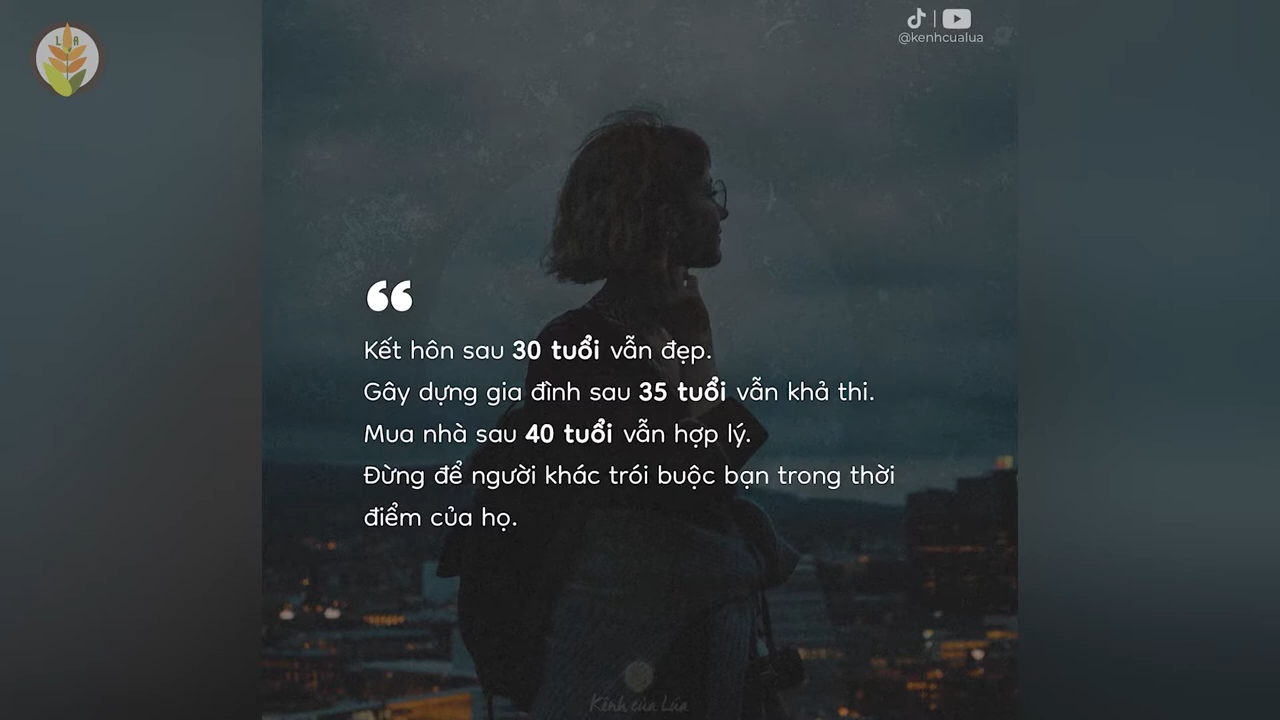 L A
@kenhcualua
Kết hôn sau 30 tuổi vẫn đẹp.
Gây dựng gia đình sau 35 tuổi vẫn khả thi.
Mua nhà sau 40 tuổi vẫn hợp lý.
Đừng để người khác trói buộc bạn trong thời
điểm của họ.
Kênh của Lúa